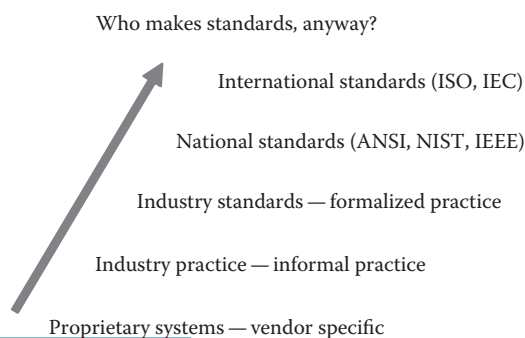 Who makes standards, anyway?
International standards (ISO, IEC)
National standards (ANSI, NIST, IEEE)
Industry standards — formalized practice
Industry practice — informal practice
Proprietary systems — vendor specific